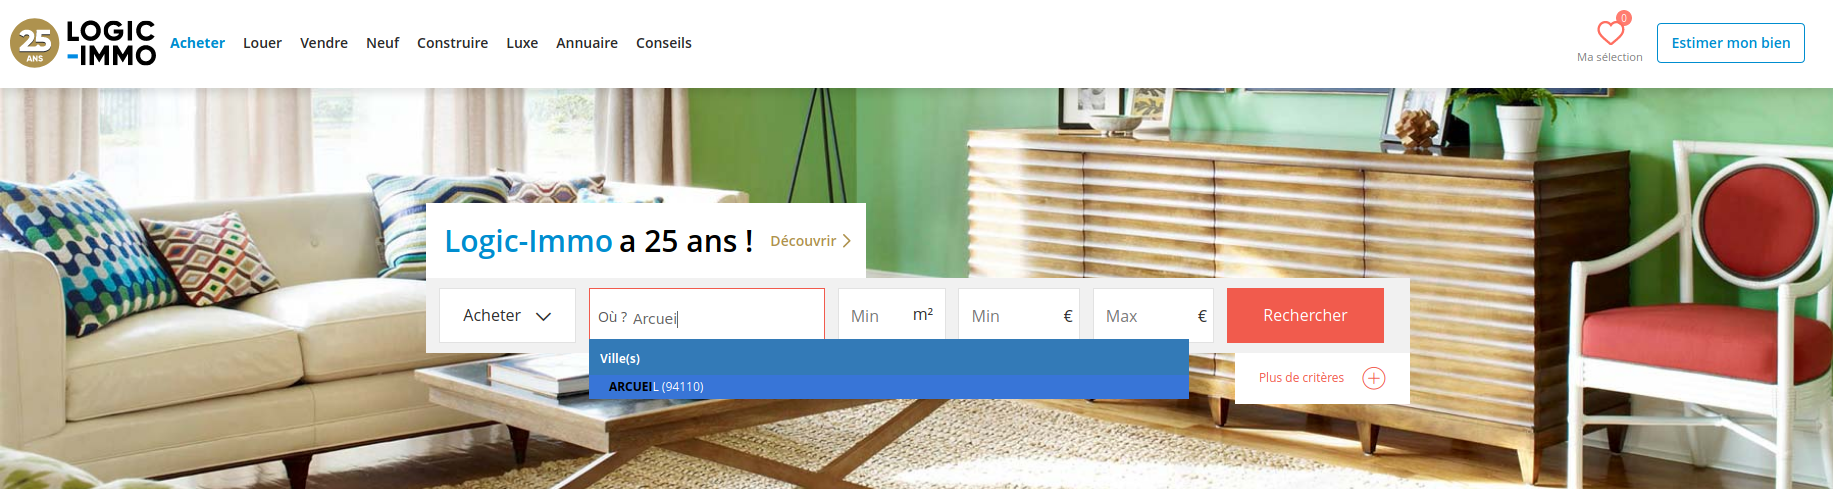 25 ANS LOGIC-IMMO
Acheter Louer Vendre Neuf Construire Luxe Annuaire Conseils
0
Ma sélection
Estimer mon bien
Logic-Immo a 25 ans ! Découvrir
Acheter Où ? Arcuei Min m² Min € Max € Rechercher
Ville(s)
ARCUEIL (94110)
Plus de critères